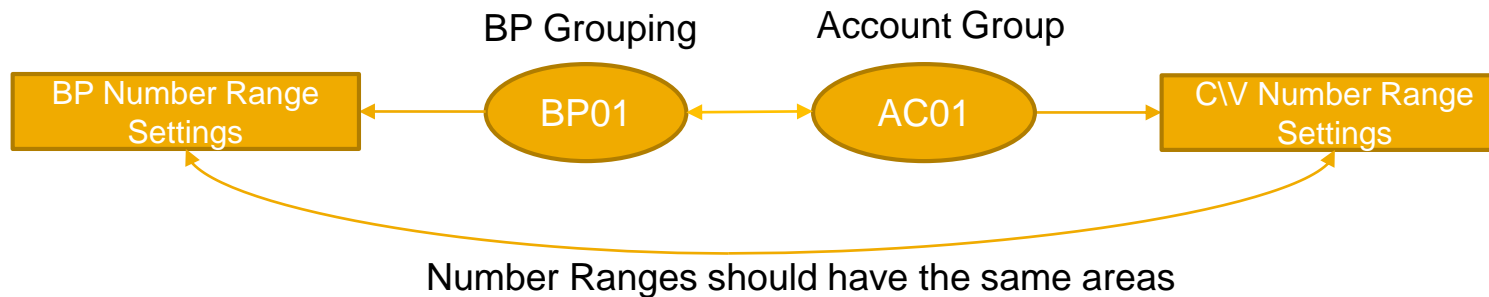 BP Grouping
Account Group
BP Number Range
Settings
BP01
AC01
C\V Number Range
Settings
Number Ranges should have the same areas